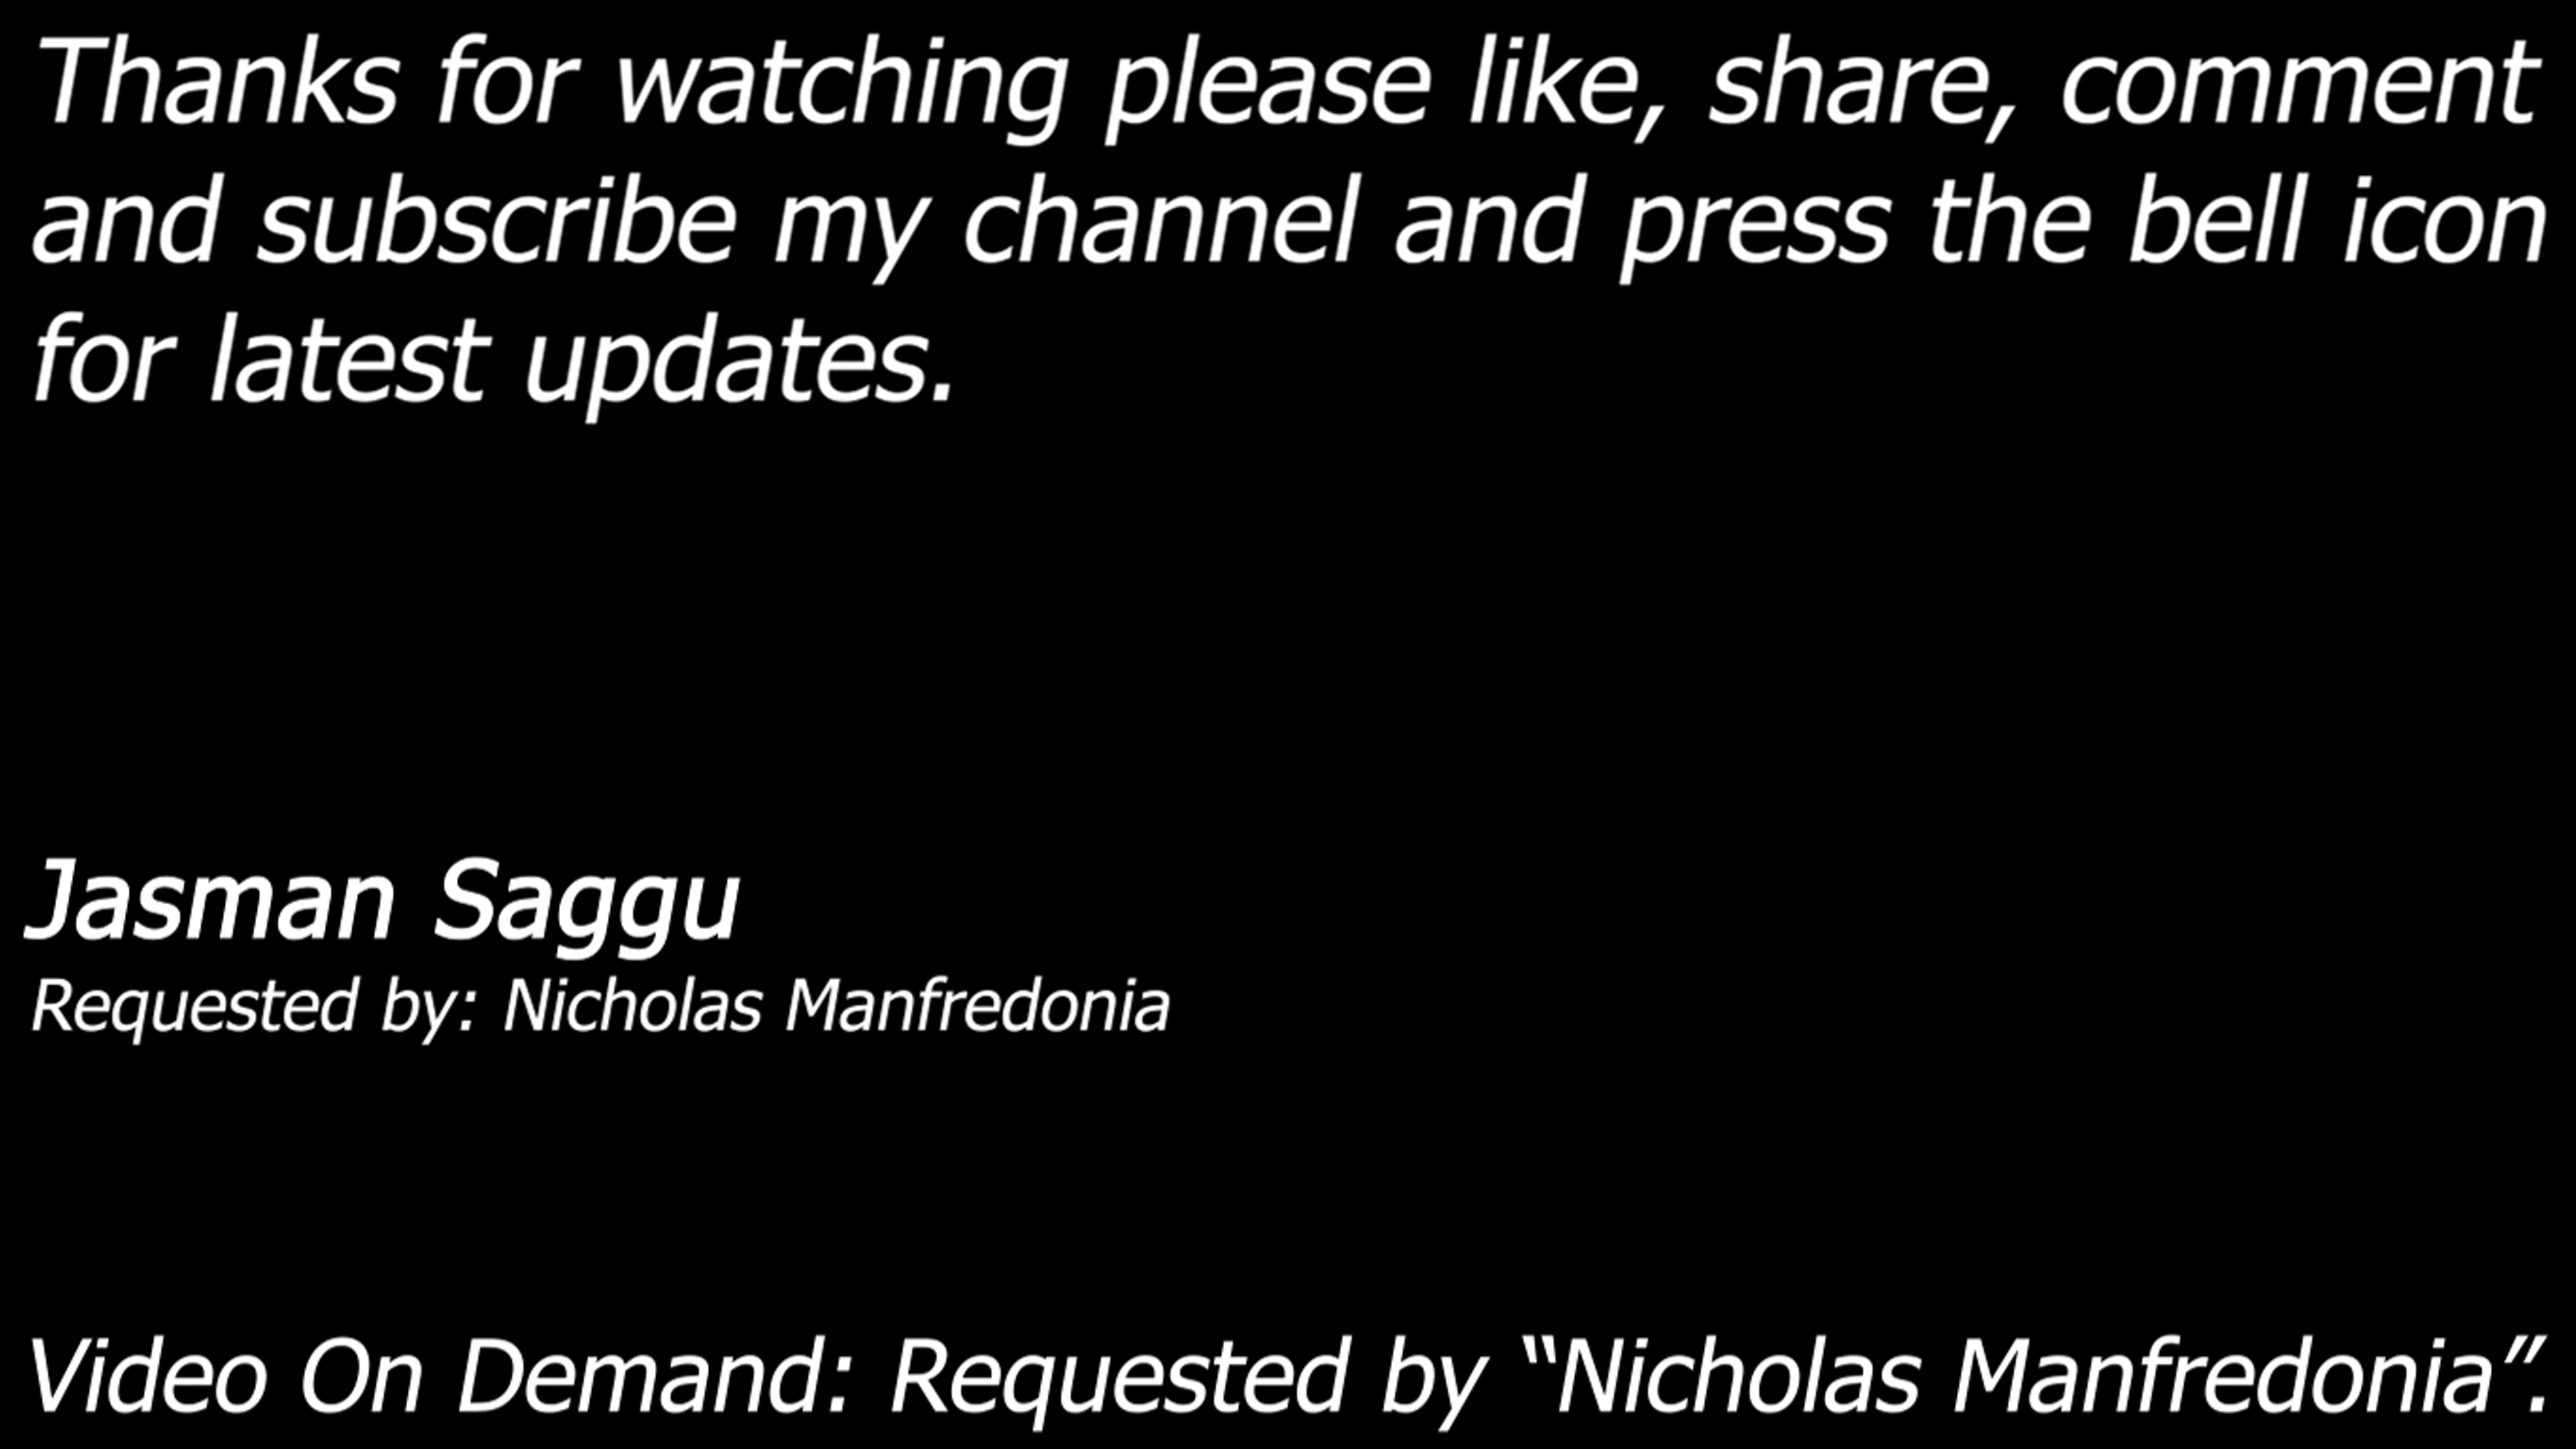 Thanks for watching please like, share, comment
and subscribe my channel and press the bell icon
for latest updates.
Jasman Saggu
Requested by: Nicholas Manfredonia
Video On Demand: Requested by “Nicholas Manfredonia”.